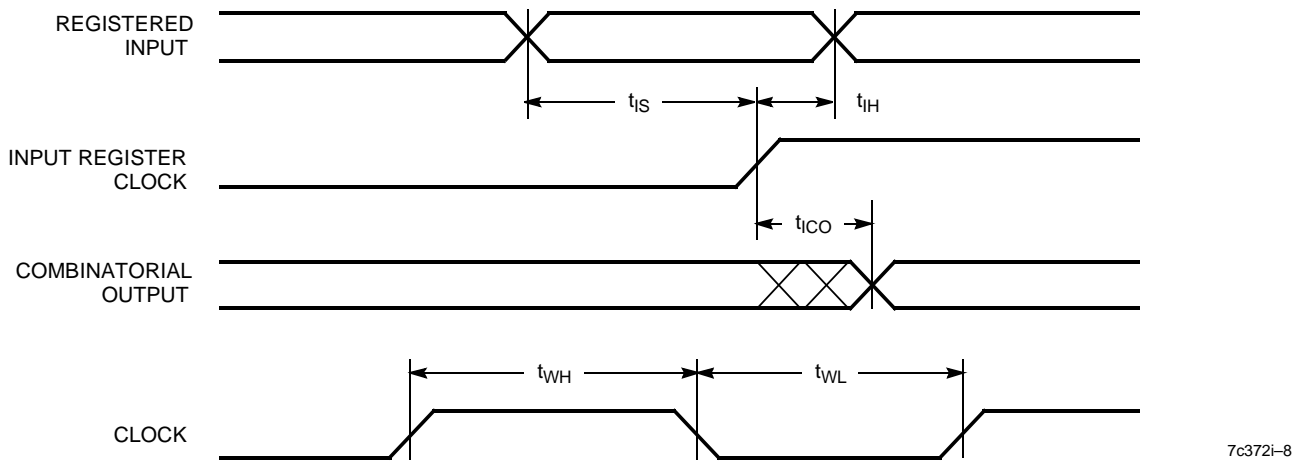 REGISTERED
INPUT
tIS
tIH
INPUT REGISTER
CLOCK
tICO
COMBINATORIAL
OUTPUT
tWH
tWL
CLOCK
7c372i–8